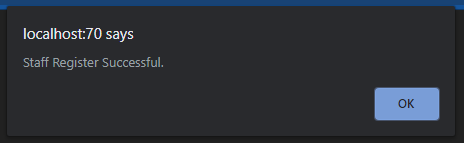 localhost:70 says
Staff Register Successful.
OK